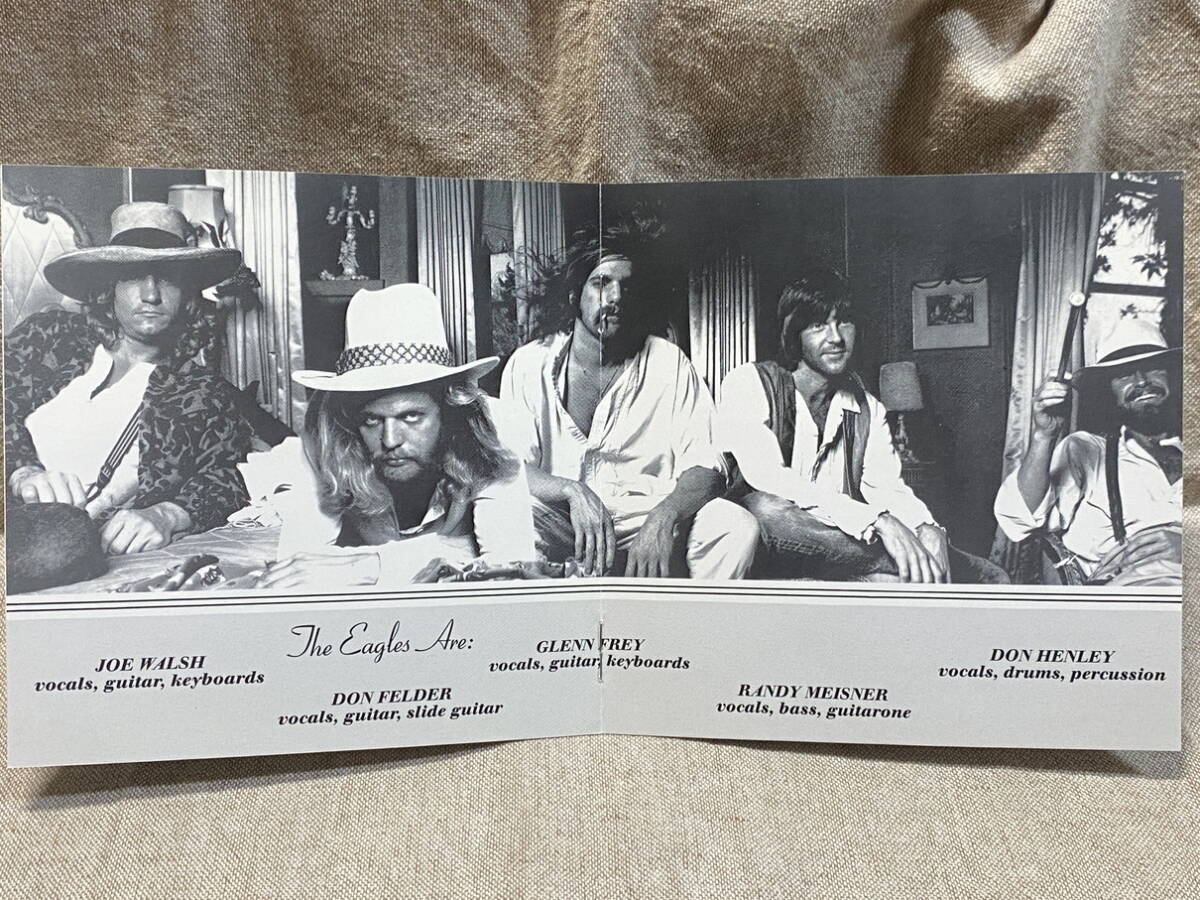 The Eagles Are:
JOE WALSH
vocals, guitar, keyboards
DON FELDER
vocals, guitar, slide guitar
GLENN FREY
vocals, guitar, keyboards
RANDY MEISNER
vocals, bass, guitarone
DON HENLEY
vocals, drums, percussion